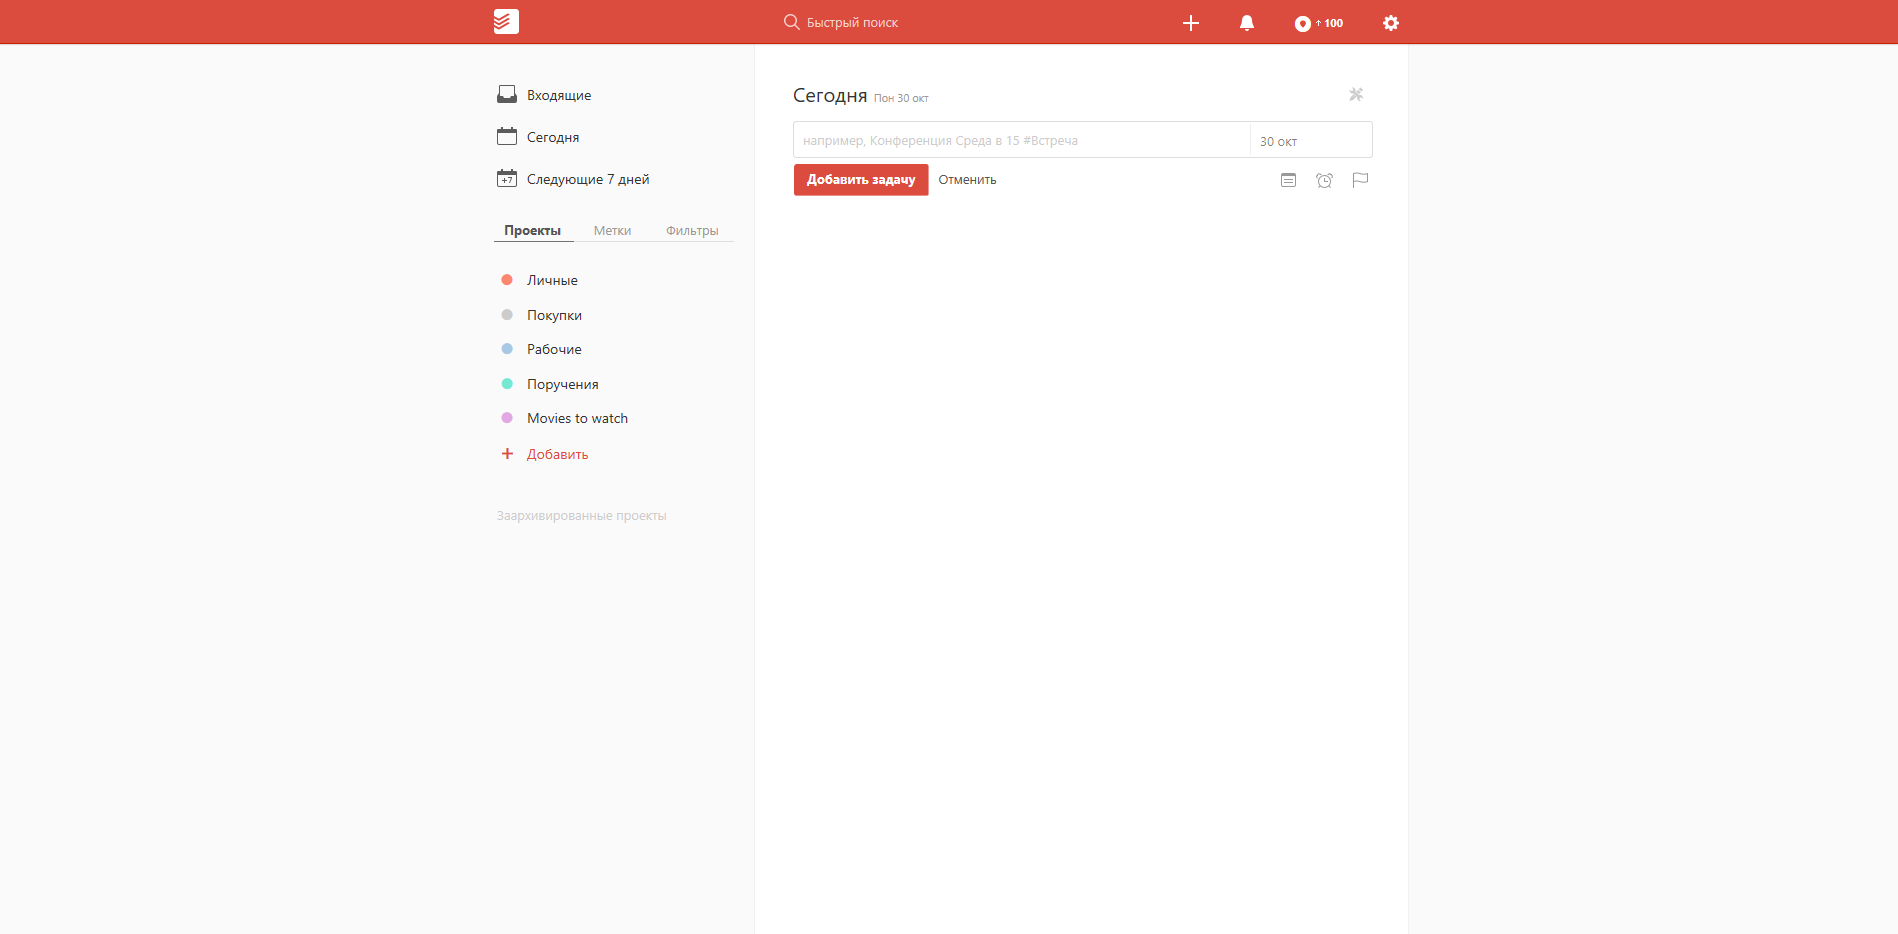 Быстрый поиск
↑ 100
Входящие
Сегодня
+7 Следующие 7 дней
Проекты Метки Фильтры
Личные
Покупки
Рабочие
Поручения
Movies to watch
+ Добавить
Заархивированные проекты
Сегодня Пон 30 окт
например, Конференция Среда в 15 #Встреча 30 окт
Добавить задачу Отменить